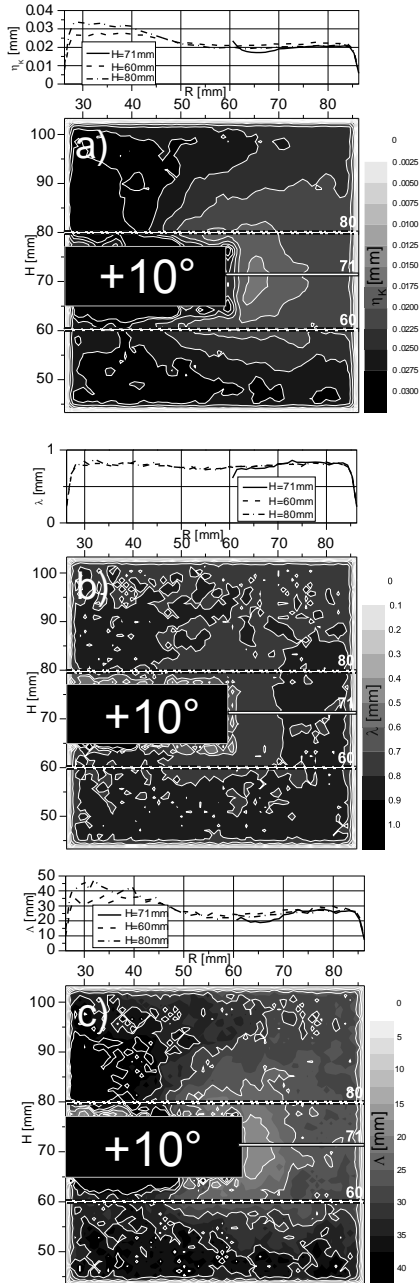 0.04
0.03
0.02
0.01
0.00
ηK [mm]
H=71mm
H=60mm
H=80mm
30 40 50 60 70 80
R [mm]
a)
100
90
80
70
60
50
H [mm]
+10°
80
71
60
0
0.0025
0.0050
0.0075
0.0100
0.0125
0.0150
0.0175
0.0200
0.0225
0.0250
0.0275
0.0300
ηK [mm]
1
0
λ [mm]
H=71mm
H=60mm
H=80mm
30 40 50 60 70 80
R [mm]
b)
100
90
80
70
60
50
H [mm]
+10°
80
71
60
0
0.1
0.2
0.3
0.4
0.5
0.6
0.7
0.8
0.9
1.0
λ [mm]
50
40
30
20
10
0
Λ [mm]
H=71mm
H=60mm
H=80mm
30 40 50 60 70 80
R [mm]
c)
100
90
80
70
60
50
H [mm]
+10°
80
71
60
0
5
10
15
20
25
30
35
40
Λ [mm]